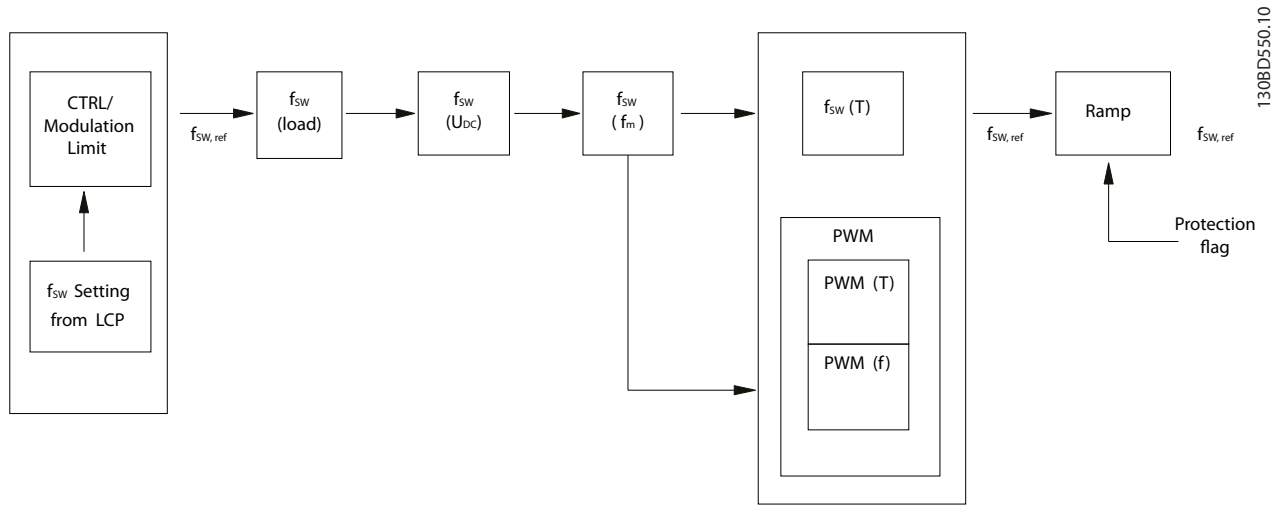 130BD550.10
CTRL/
Modulation
Limit
fSW Setting
from LCP
fSW, ref
fSW
(load)
fSW
(UDC)
fSW
( fm )
fSW (T)
PWM
PWM (T)
PWM (f)
fSW, ref
Ramp
fSW, ref
Protection
flag